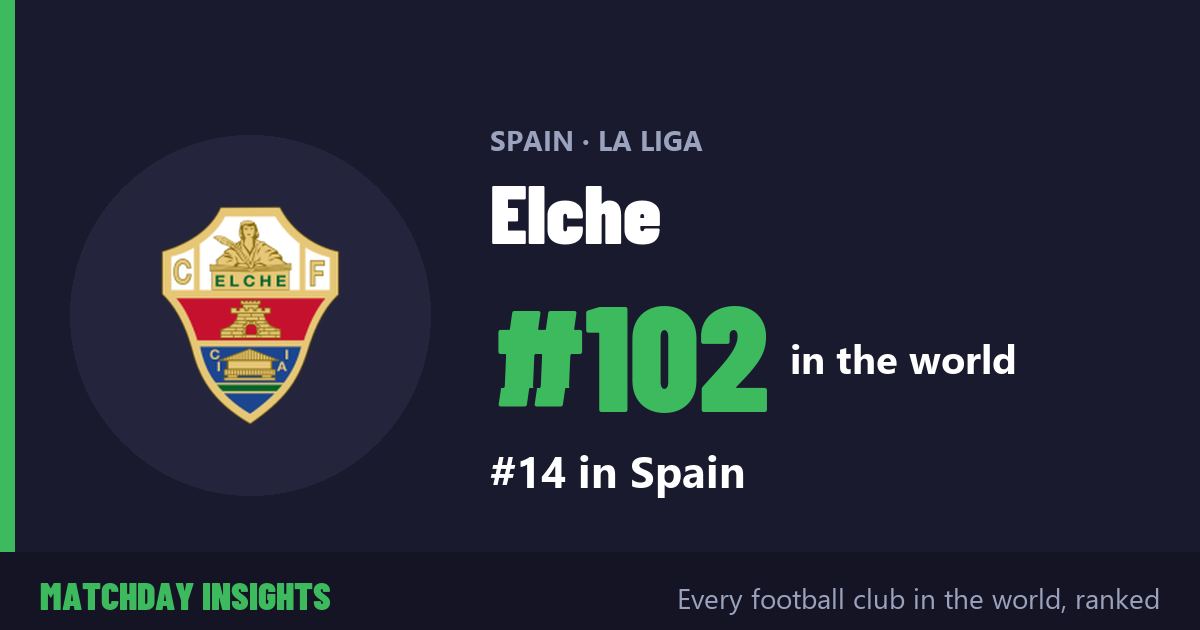 SPAIN · LA LIGA
Elche
#102 in the world
#14 in Spain
C F
ELCHE
C I
I A
MATCHDAY INSIGHTS
Every football club in the world, ranked